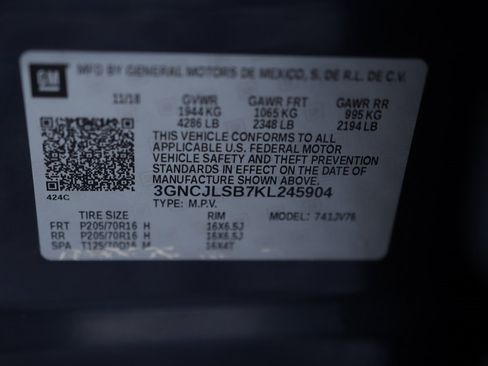 GM MFD BY GENERAL MOTORS DE MEXICO, S. DE R.L. DE C.V.
11/18 GVWR GAWR FRT GAWR RR
1944 KG 1065 KG 995 KG
4286 LB 2348 LB 2194 LB
THIS VEHICLE CONFORMS TO ALL
APPLICABLE U.S. FEDERAL MOTOR
VEHICLE SAFETY AND THEFT PREVENTION
STANDARDS IN EFFECT ON THE DATE OF
MANUFACTURE SHOWN ABOVE.
3GNCJLSB7KL245904
424C TYPE: M.P.V. MODEL: 741JV76
TIRE SIZE RIM
FRT P205/70R16 H 16X6.5J
RR P205/70R16 H 16X6.5J
SPA T125/70D16 M 16X4T